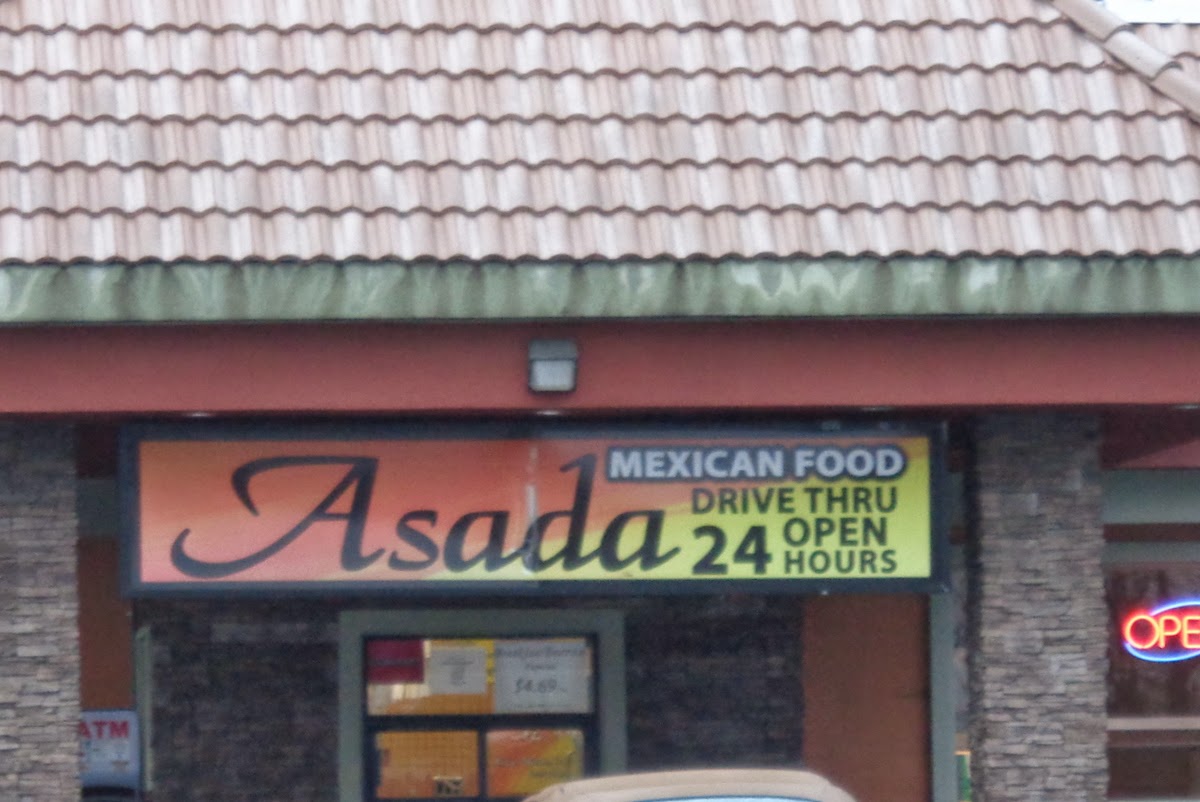 Asada
MEXICAN FOOD
DRIVE THRU
24 OPEN
HOURS
ATM
OPE
$4.69